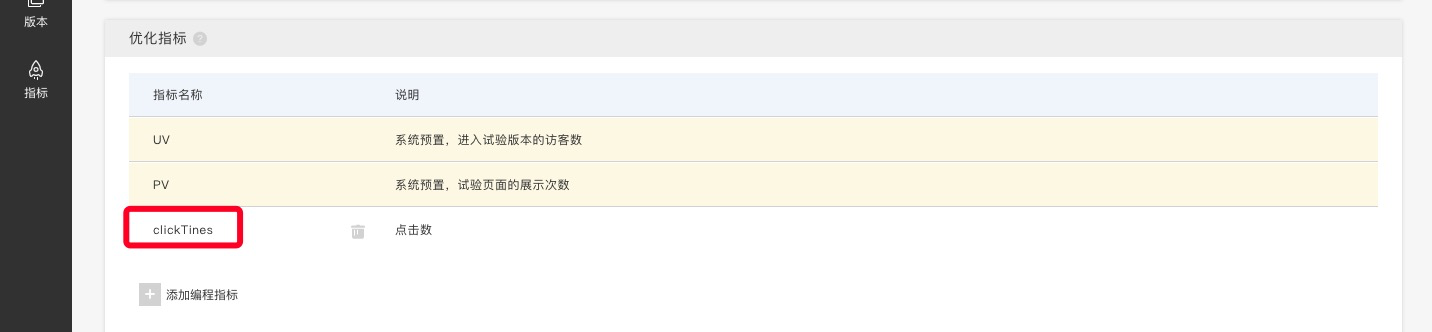 版本
指标
优化指标 ?
指标名称 说明
UV 系统预置，进入试验版本的访客数
PV 系统预置，试验页面的展示次数
clickTines 点击数
+ 添加编程指标